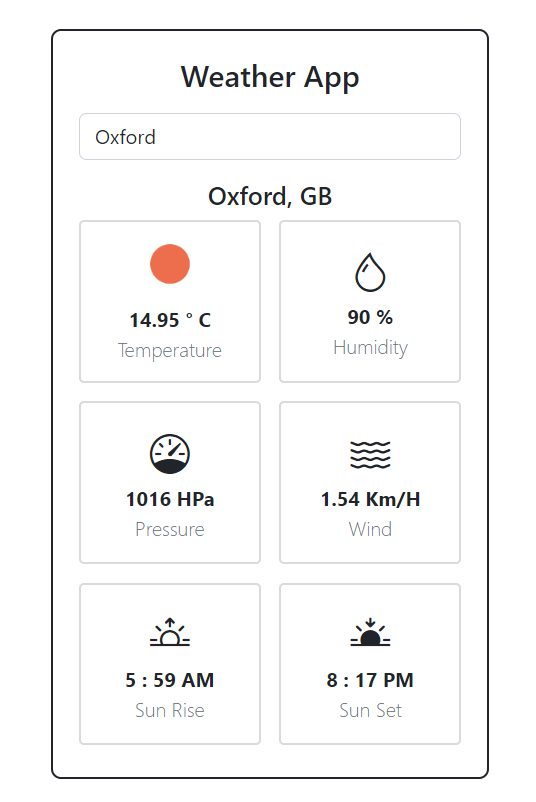 Weather App
Oxford
Oxford, GB
14.95 ° C
Temperature
90 %
Humidity
1016 HPa
Pressure
1.54 Km/H
Wind
5 : 59 AM
Sun Rise
8 : 17 PM
Sun Set